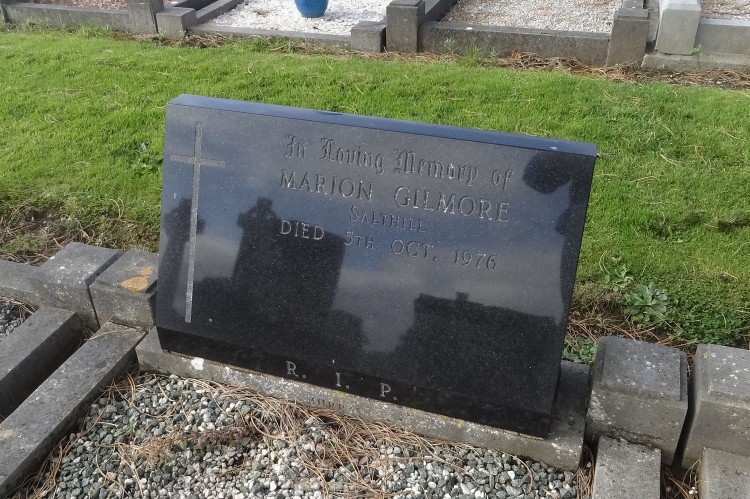 In Loving Memory of
MARION GILMORE
SALTHILL
DIED 5TH OCT. 1976
R. I. P.